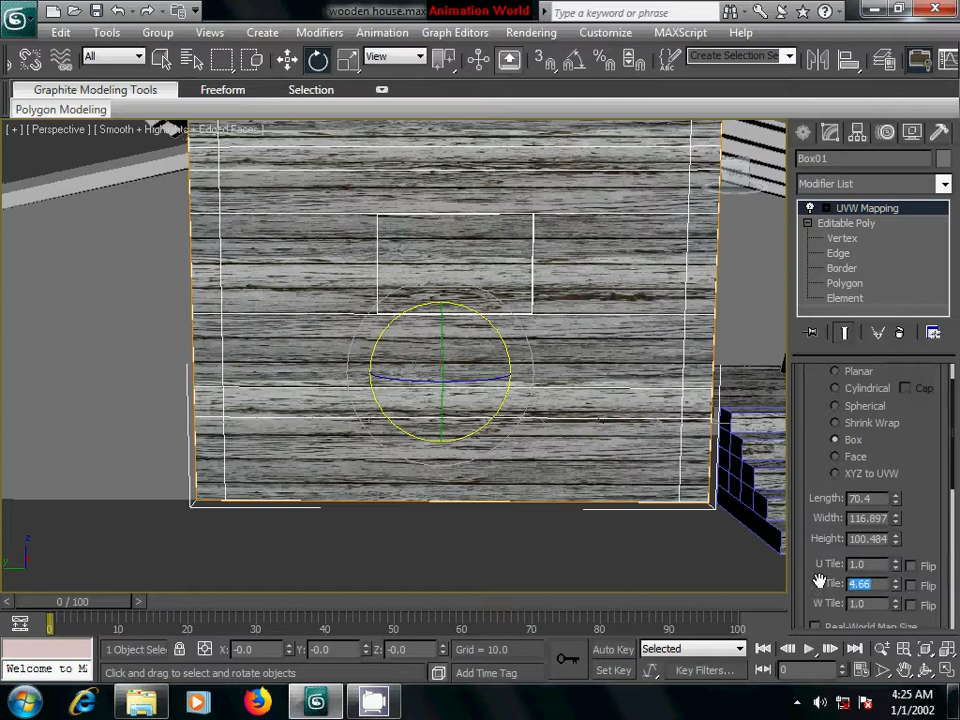 wooden house.max Animation World
Type a keyword or phrase
Edit Tools Group Views Create Modifiers Animation Graph Editors Rendering Customize MAXScript Help
All View Create Selection Se
Graphite Modeling Tools Freeform Selection
Polygon Modeling
[ + ] [ Perspective ] [ Smooth + Highlights + Edged Faces ]
Box01
Modifier List
UVW Mapping
Editable Poly
Vertex
Edge
Border
Polygon
Element
Planar
Cylindrical Cap
Spherical
Shrink Wrap
Box
Face
XYZ to UVW
Length: 70.4
Width: 116.897
Height: 100.484
U Tile: 1.0 Flip
Tile: 4.66 Flip
W Tile: 1.0 Flip
Real-World Map Size
z
y
0 / 100
0 10 20 30 40 50 60 70 80 90 100
1 Object Sele X: -0.0 Y: -0.0 Z: -0.0 Grid = 10.0 Auto Key Selected
Welcome to M Click and drag to select and rotate objects Add Time Tag Set Key Key Filters... 0
4:25 AM
1/1/2002